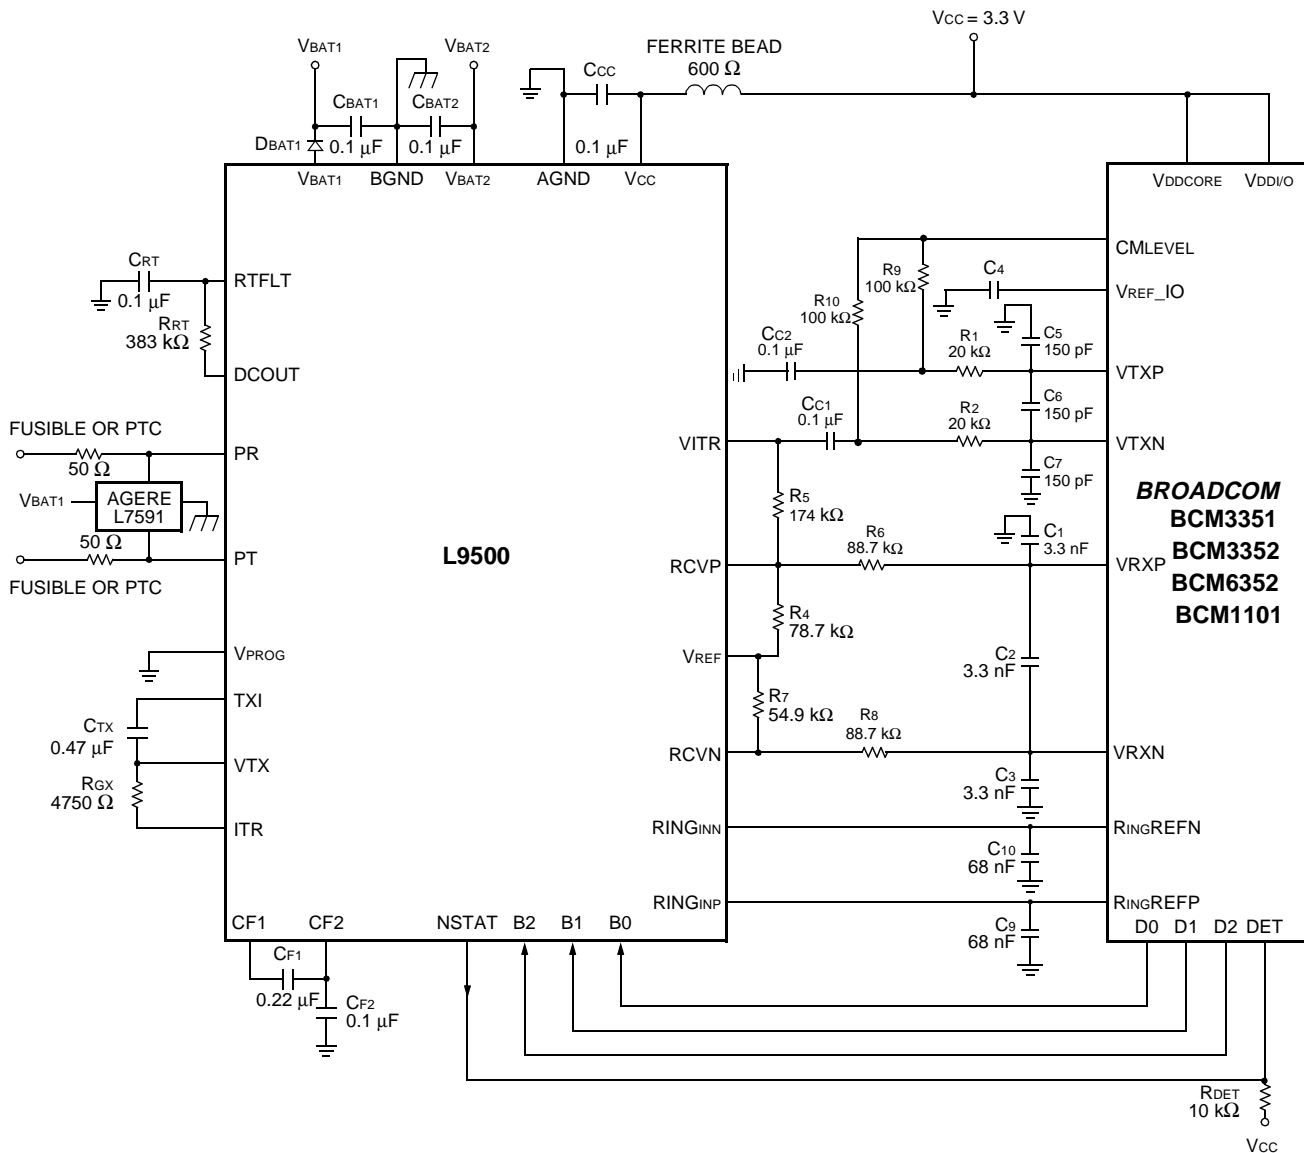 VCC = 3.3 V
VBAT1
VBAT2
FERRITE BEAD
600 Ω
CCC
0.1 µF
CBAT1
0.1 µF
CBAT2
0.1 µF
DBAT1
VBAT1
BGND
VBAT2
AGND
VCC
VDDCORE
VDDI/O
CRT
0.1 µF
RTFLT
RRT
383 kΩ
DCOUT
FUSIBLE OR PTC
50 Ω
PR
VBAT1
AGERE
L7591
50 Ω
PT
FUSIBLE OR PTC
VPROG
TXI
CTX
0.47 µF
VTX
RGX
4750 Ω
ITR
L9500
CMLEVEL
R9
100 kΩ
C4
VREF_IO
R10
100 kΩ
CC2
0.1 µF
R1
20 kΩ
C5
150 pF
VTXP
C6
150 pF
CC1
0.1 µF
R2
20 kΩ
VITR
VTXN
C7
150 pF
BROADCOM
BCM3351
BCM3352
BCM6352
BCM1101
R5
174 kΩ
R6
88.7 kΩ
C1
3.3 nF
RCVP
VRXP
R4
78.7 kΩ
VREF
C2
3.3 nF
R7
54.9 kΩ
R8
88.7 kΩ
RCVN
VRXN
C3
3.3 nF
RINGINN
RINGREFN
C10
68 nF
RINGINP
RINGREFP
C9
68 nF
CF1
CF2
NSTAT
B2
B1
B0
D0
D1
D2
DET
CF1
0.22 µF
CF2
0.1 µF
RDET
10 kΩ
VCC